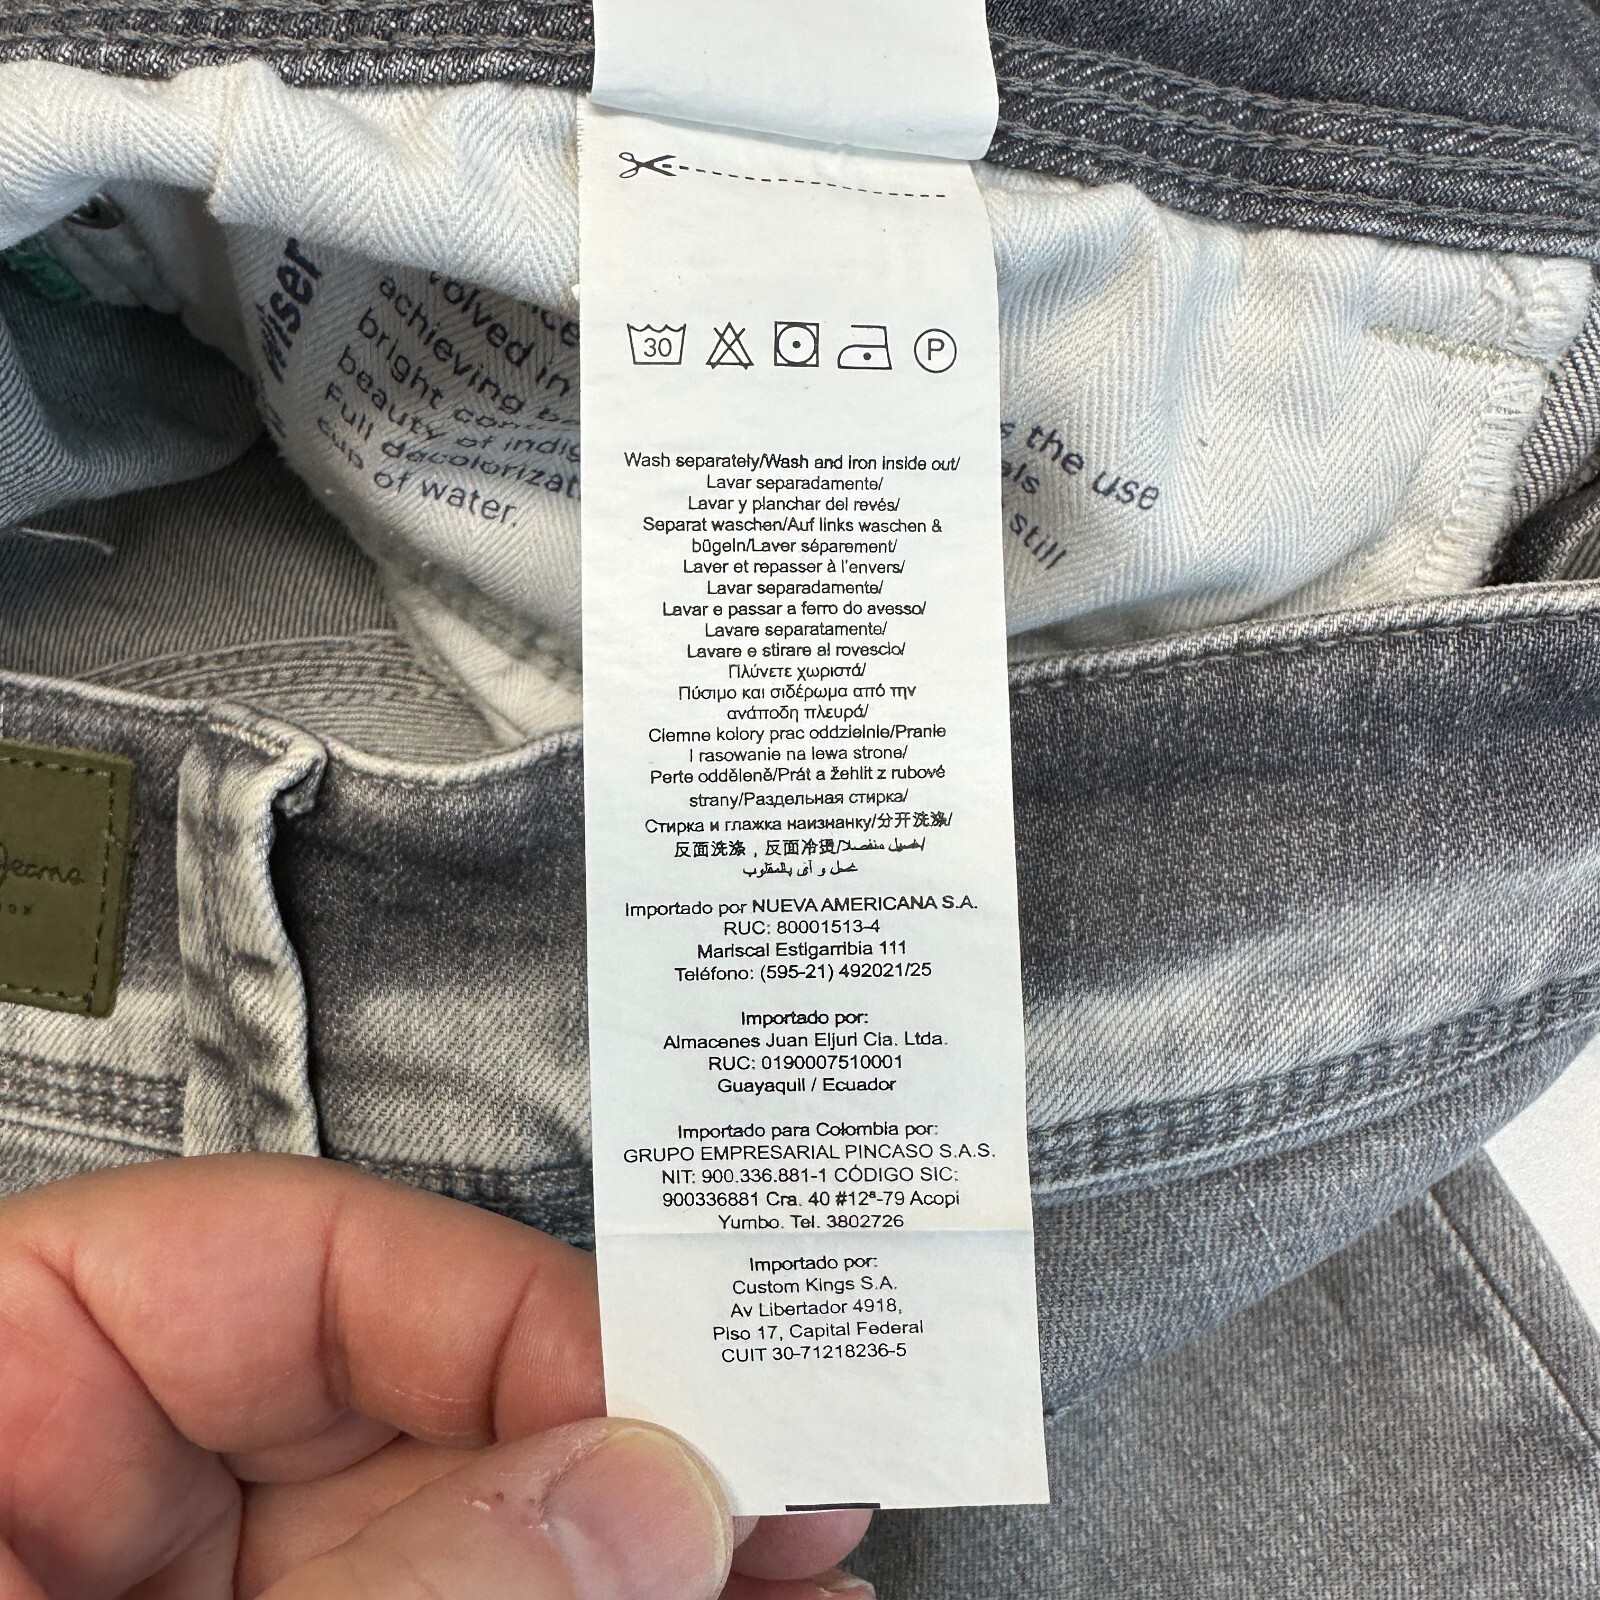 30
P
Wash separately/Wash and iron inside out/
Lavar separadamente/
Lavar y planchar del revés/
Separat waschen/Auf links waschen &
bügeln/Laver séparement/
Laver et repasser à l'envers/
Lavar separadamente/
Lavar e passar a ferro do avesso/
Lavare separatamente/
Lavare e stirare al rovescio/
Πλύνετε χωριστά/
Πύσιμο και σιδέρωμα από την
ανάποδη πλευρά/
Ciemne kolory prac oddzielnie/Pranie
I rasowanie na lewa strone/
Perte odděleně/Prát a žehlit z rubové
strany/Раздельная стирка/
Стирка и глажка наизнанку/分开洗涤/
反面洗涤，反面冷烫/اغسيل منفصلا/
غسل و آى بالمقلوب
Importado por NUEVA AMERICANA S.A.
RUC: 80001513-4
Mariscal Estigarribia 111
Teléfono: (595-21) 492021/25
Importado por:
Almacenes Juan Eljuri Cia. Ltda.
RUC: 0190007510001
Guayaquil / Ecuador
Importado para Colombia por:
GRUPO EMPRESARIAL PINCASO S.A.S.
NIT: 900.336.881-1 CÓDIGO SIC:
900336881 Cra. 40 #12ª-79 Acopi
Yumbo. Tel. 3802726
Importado por:
Custom Kings S.A.
Av Libertador 4918,
Piso 17, Capital Federal
CUIT 30-71218236-5
wiser
volved in
achieving
bright
beauty of indig
Full decolorizat
cup of water.
the use
still
Jeans